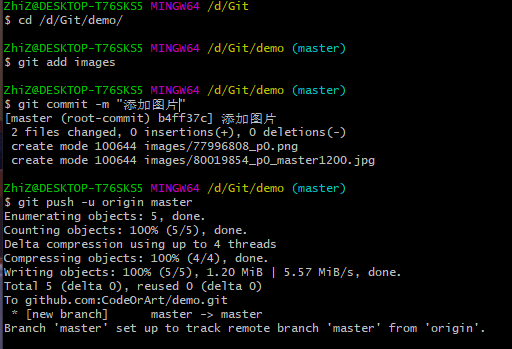 ZhiZ@DESKTOP-T76SKS5 MINGW64 /d/Git
$ cd /d/Git/demo/
ZhiZ@DESKTOP-T76SKS5 MINGW64 /d/Git/demo (master)
$ git add images
ZhiZ@DESKTOP-T76SKS5 MINGW64 /d/Git/demo (master)
$ git commit -m "添加图片"
[master (root-commit) b4ff37c] 添加图片
 2 files changed, 0 insertions(+), 0 deletions(-)
 create mode 100644 images/77996808_p0.png
 create mode 100644 images/80019854_p0_master1200.jpg
ZhiZ@DESKTOP-T76SKS5 MINGW64 /d/Git/demo (master)
$ git push -u origin master
Enumerating objects: 5, done.
Counting objects: 100% (5/5), done.
Delta compression using up to 4 threads
Compressing objects: 100% (4/4), done.
Writing objects: 100% (5/5), 1.20 MiB | 5.57 MiB/s, done.
Total 5 (delta 0), reused 0 (delta 0)
To github.com:CodeOrArt/demo.git
 * [new branch]      master -> master
Branch 'master' set up to track remote branch 'master' from 'origin'.